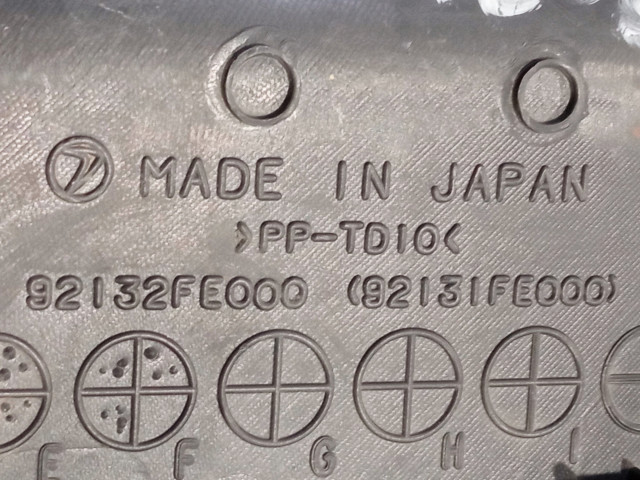 MADE IN JAPAN
>PP-TD10<
92132FE000 (92131FE000)
E F G H I